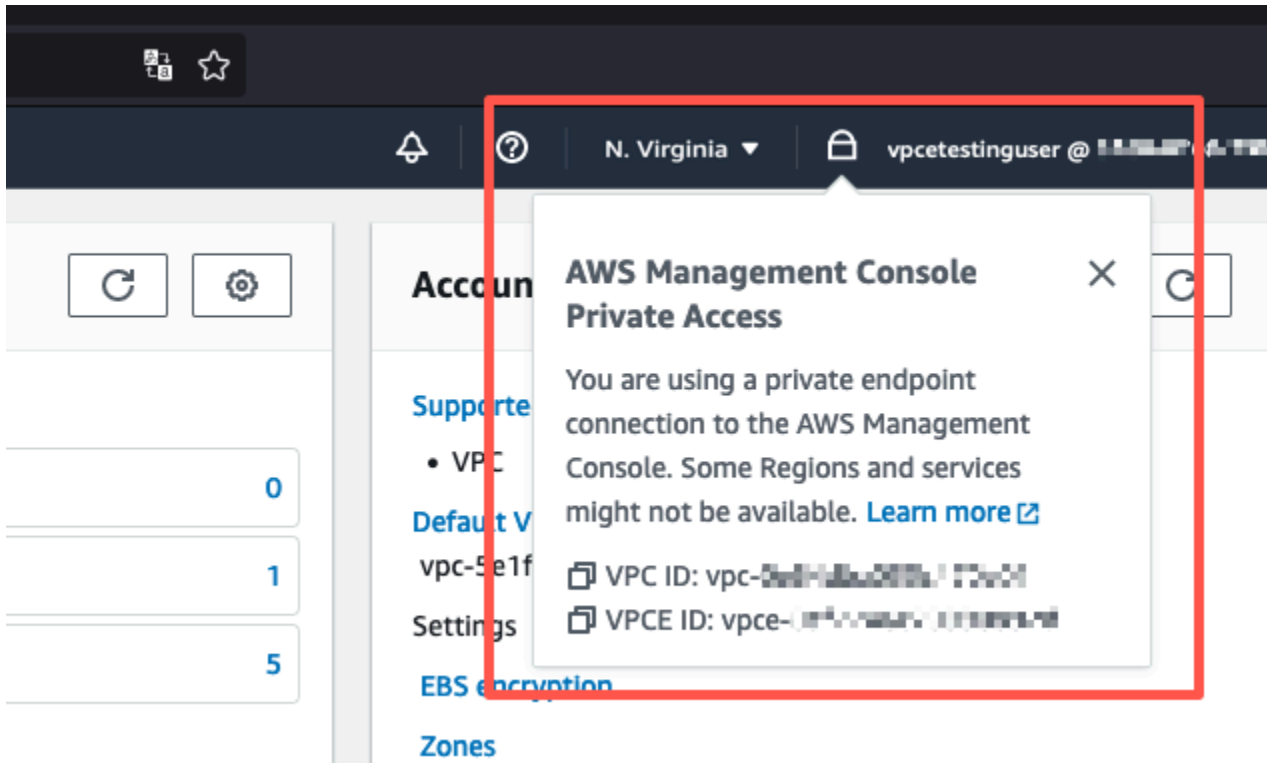 N. Virginia ▼
vpcetestinguser @
AWS Management Console
Private Access
You are using a private endpoint
connection to the AWS Management
Console. Some Regions and services
might not be available. Learn more
VPC ID: vpc-
VPCE ID: vpce-
0
1
5
Accoun
Supporte
• VPC
Default V
vpc-5e1f
Settings
EBS encryption
Zones